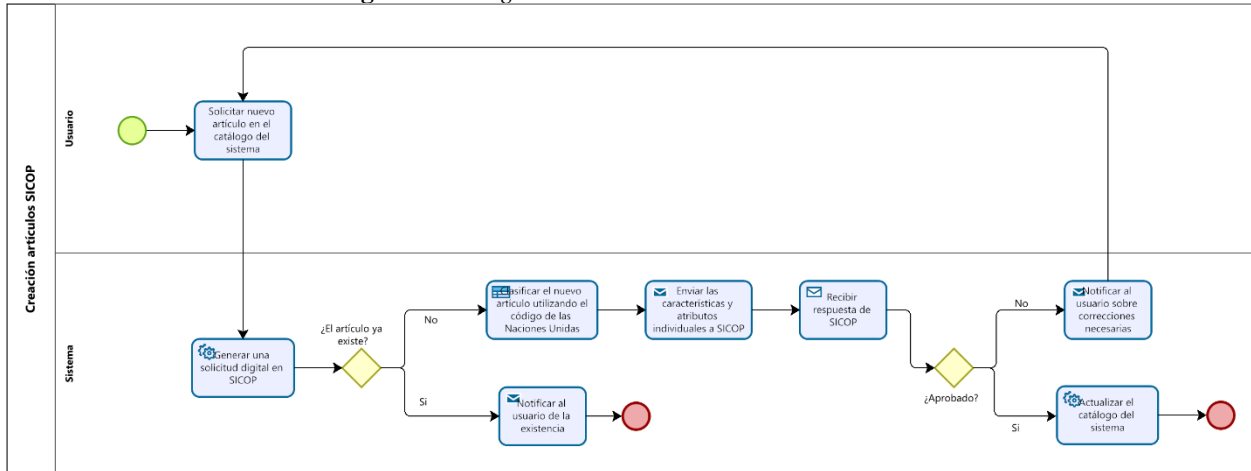 Creación artículos SICOP
Usuario
Solicitar nuevo
artículo en el
catálogo del
sistema
Sistema
Generar una
solicitud digital en
SICOP
¿El artículo ya
existe?
No
Si
Clasificar el nuevo
artículo utilizando el
código de las
Naciones Unidas
Notificar al
usuario de la
existencia
Enviar las
características y
atributos
individuales a SICOP
Recibir
respuesta de
SICOP
¿Aprobado?
No
Si
Notificar al
usuario sobre
correcciones
necesarias
Actualizar el
catálogo del
sistema